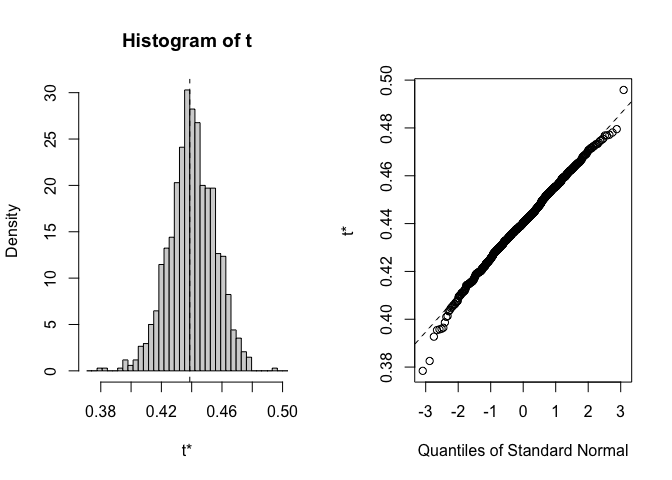 Histogram of t
Density
0 5 10 15 20 25 30
0.38 0.42 0.46 0.50
t*
t*
0.38 0.40 0.42 0.44 0.46 0.48 0.50
-3 -2 -1 0 1 2 3
Quantiles of Standard Normal